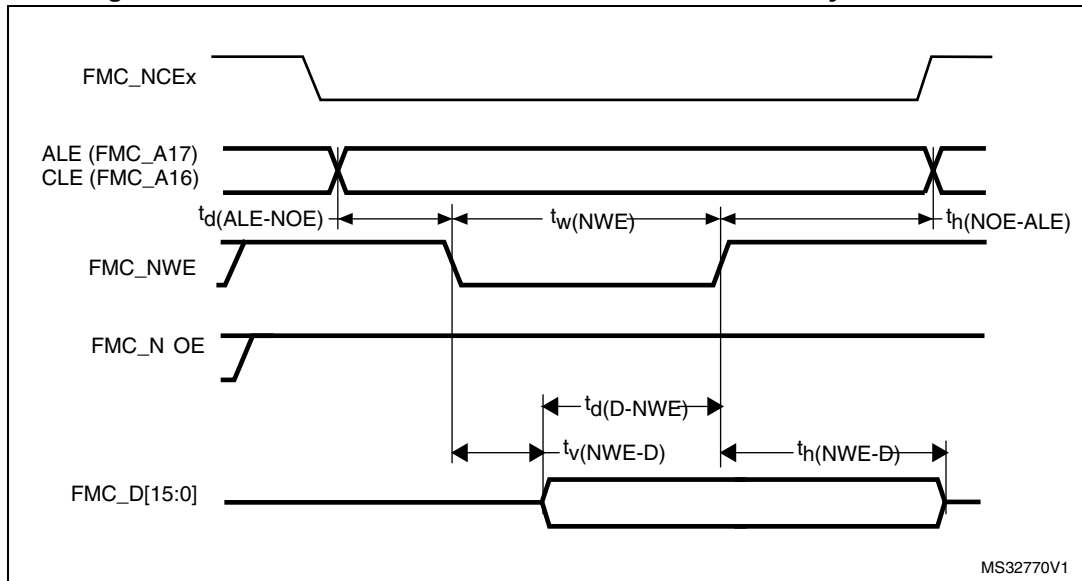 FMC_NCEx
ALE (FMC_A17)
CLE (FMC_A16)
td(ALE-NOE)
tw(NWE)
th(NOE-ALE)
FMC_NWE
FMC_N OE
td(D-NWE)
tv(NWE-D)
th(NWE-D)
FMC_D[15:0]
MS32770V1